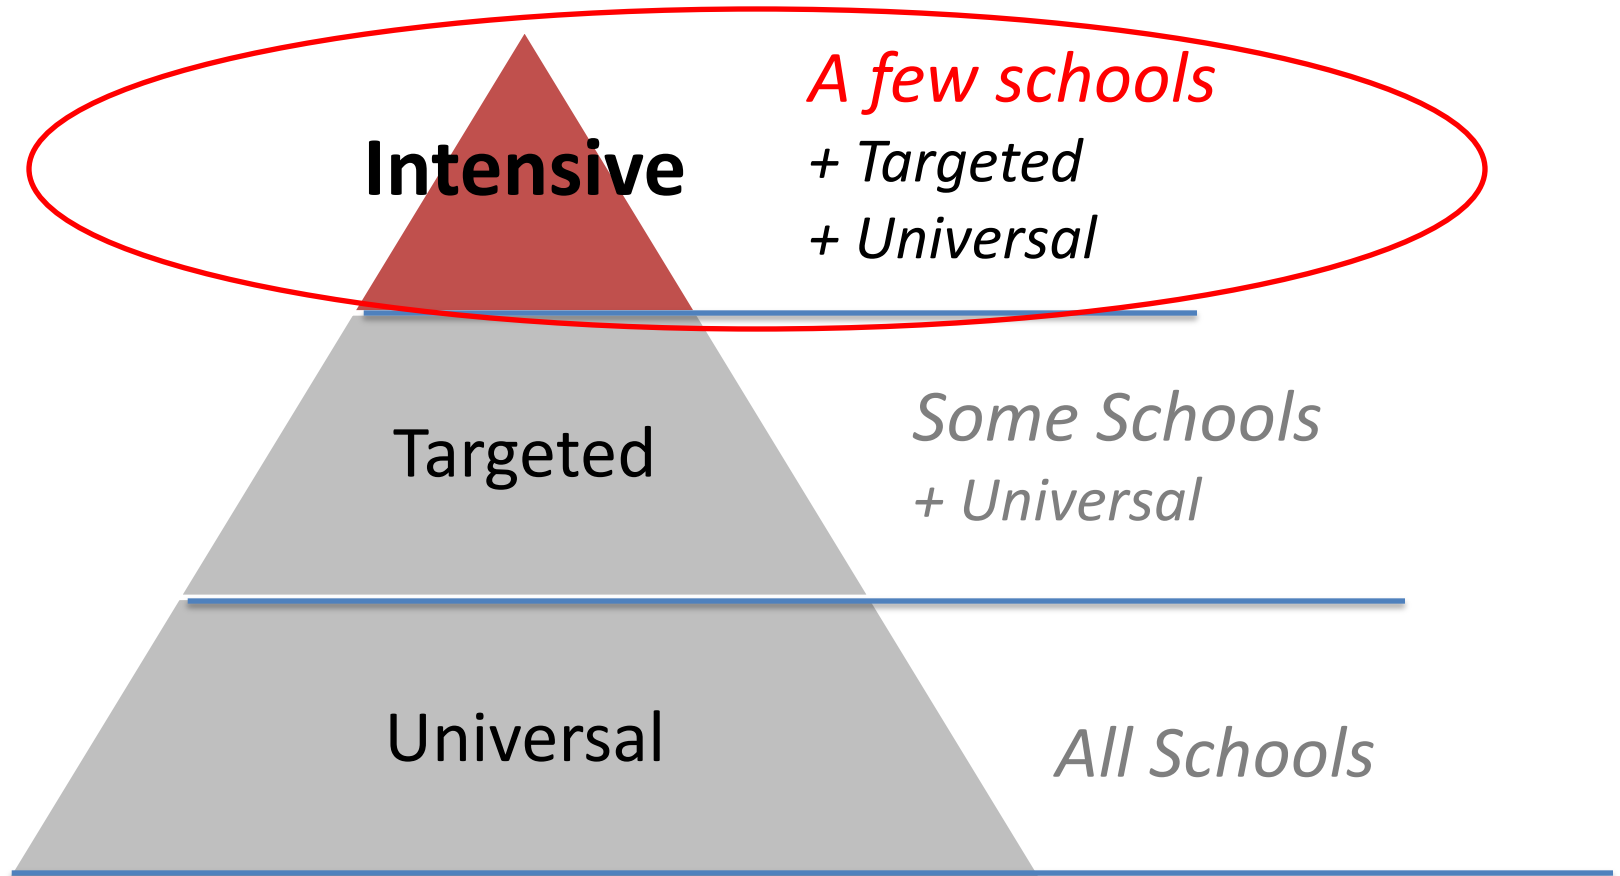 Intensive
A few schools
+ Targeted
+ Universal
Targeted
Some Schools
+ Universal
Universal
All Schools